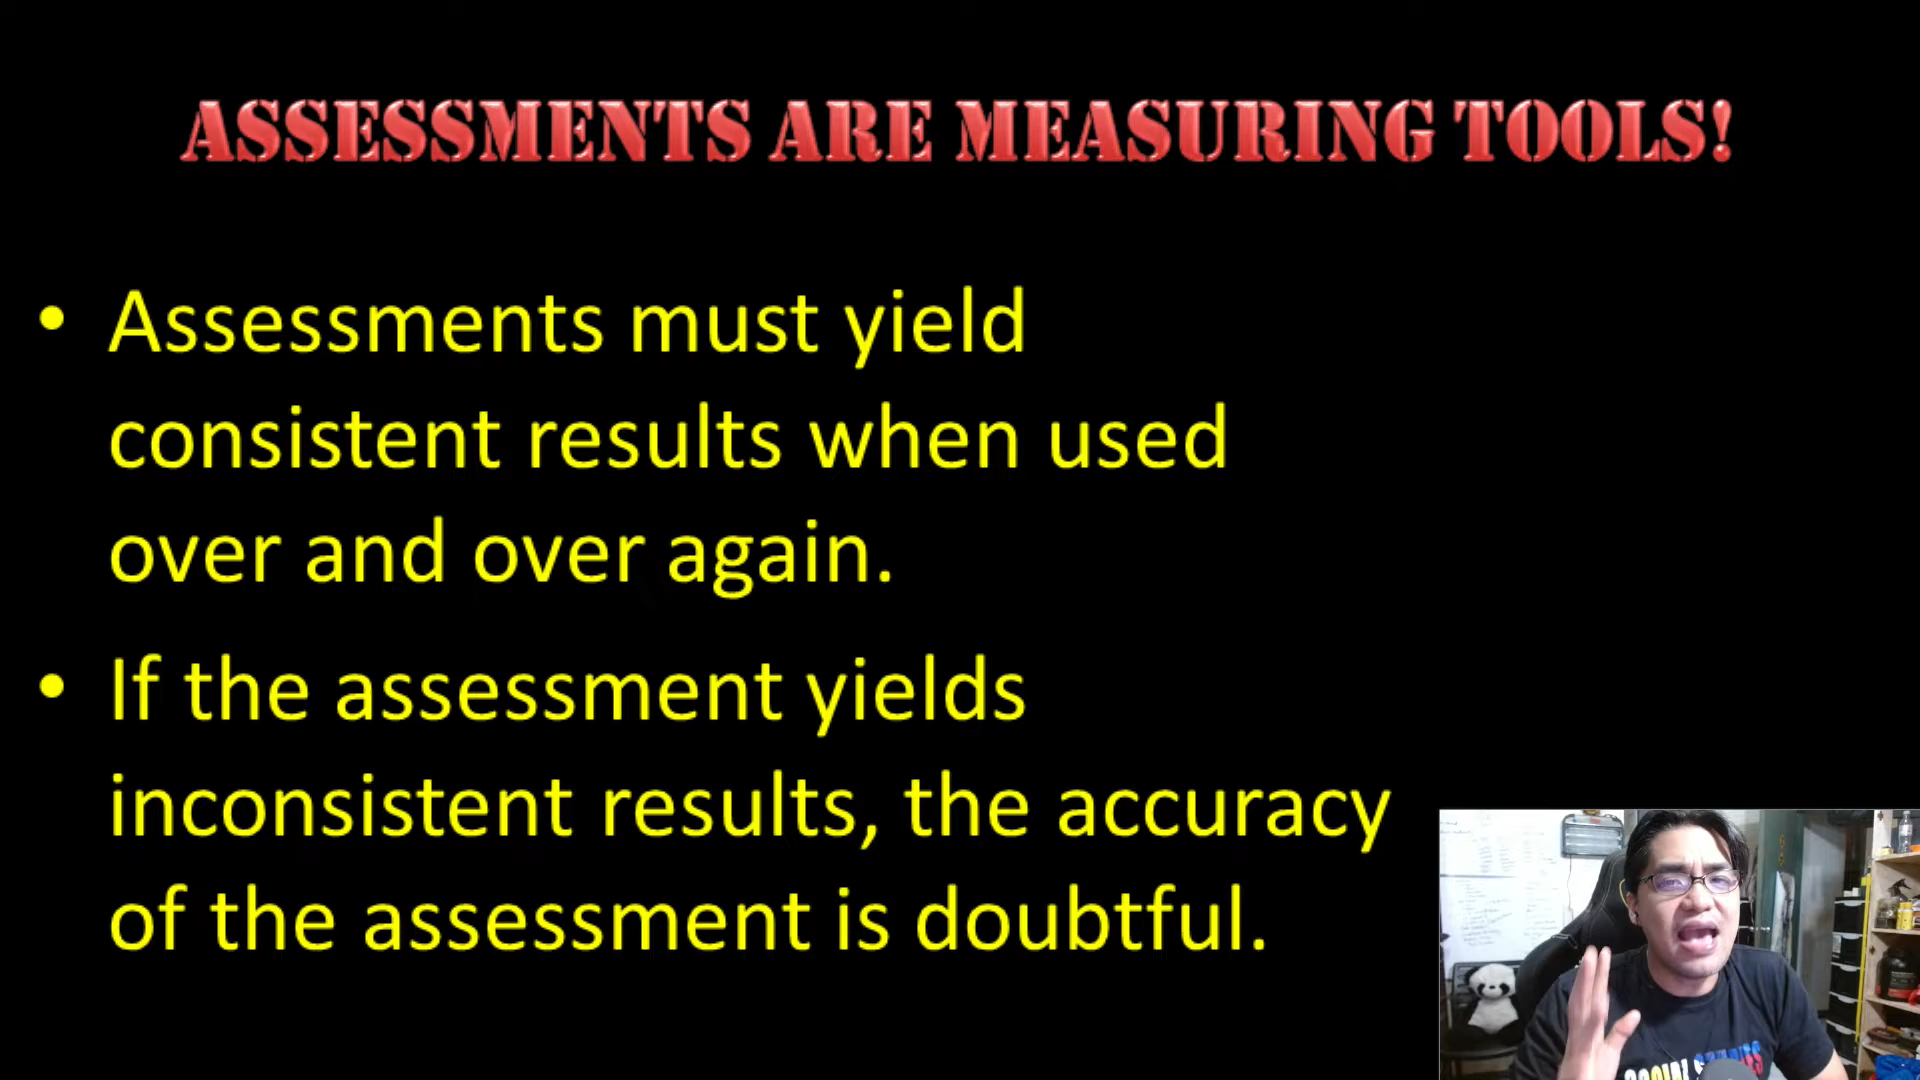 ASSESSMENTS ARE MEASURING TOOLS!
• Assessments must yield
consistent results when used
over and over again.
• If the assessment yields
inconsistent results, the accuracy
of the assessment is doubtful.